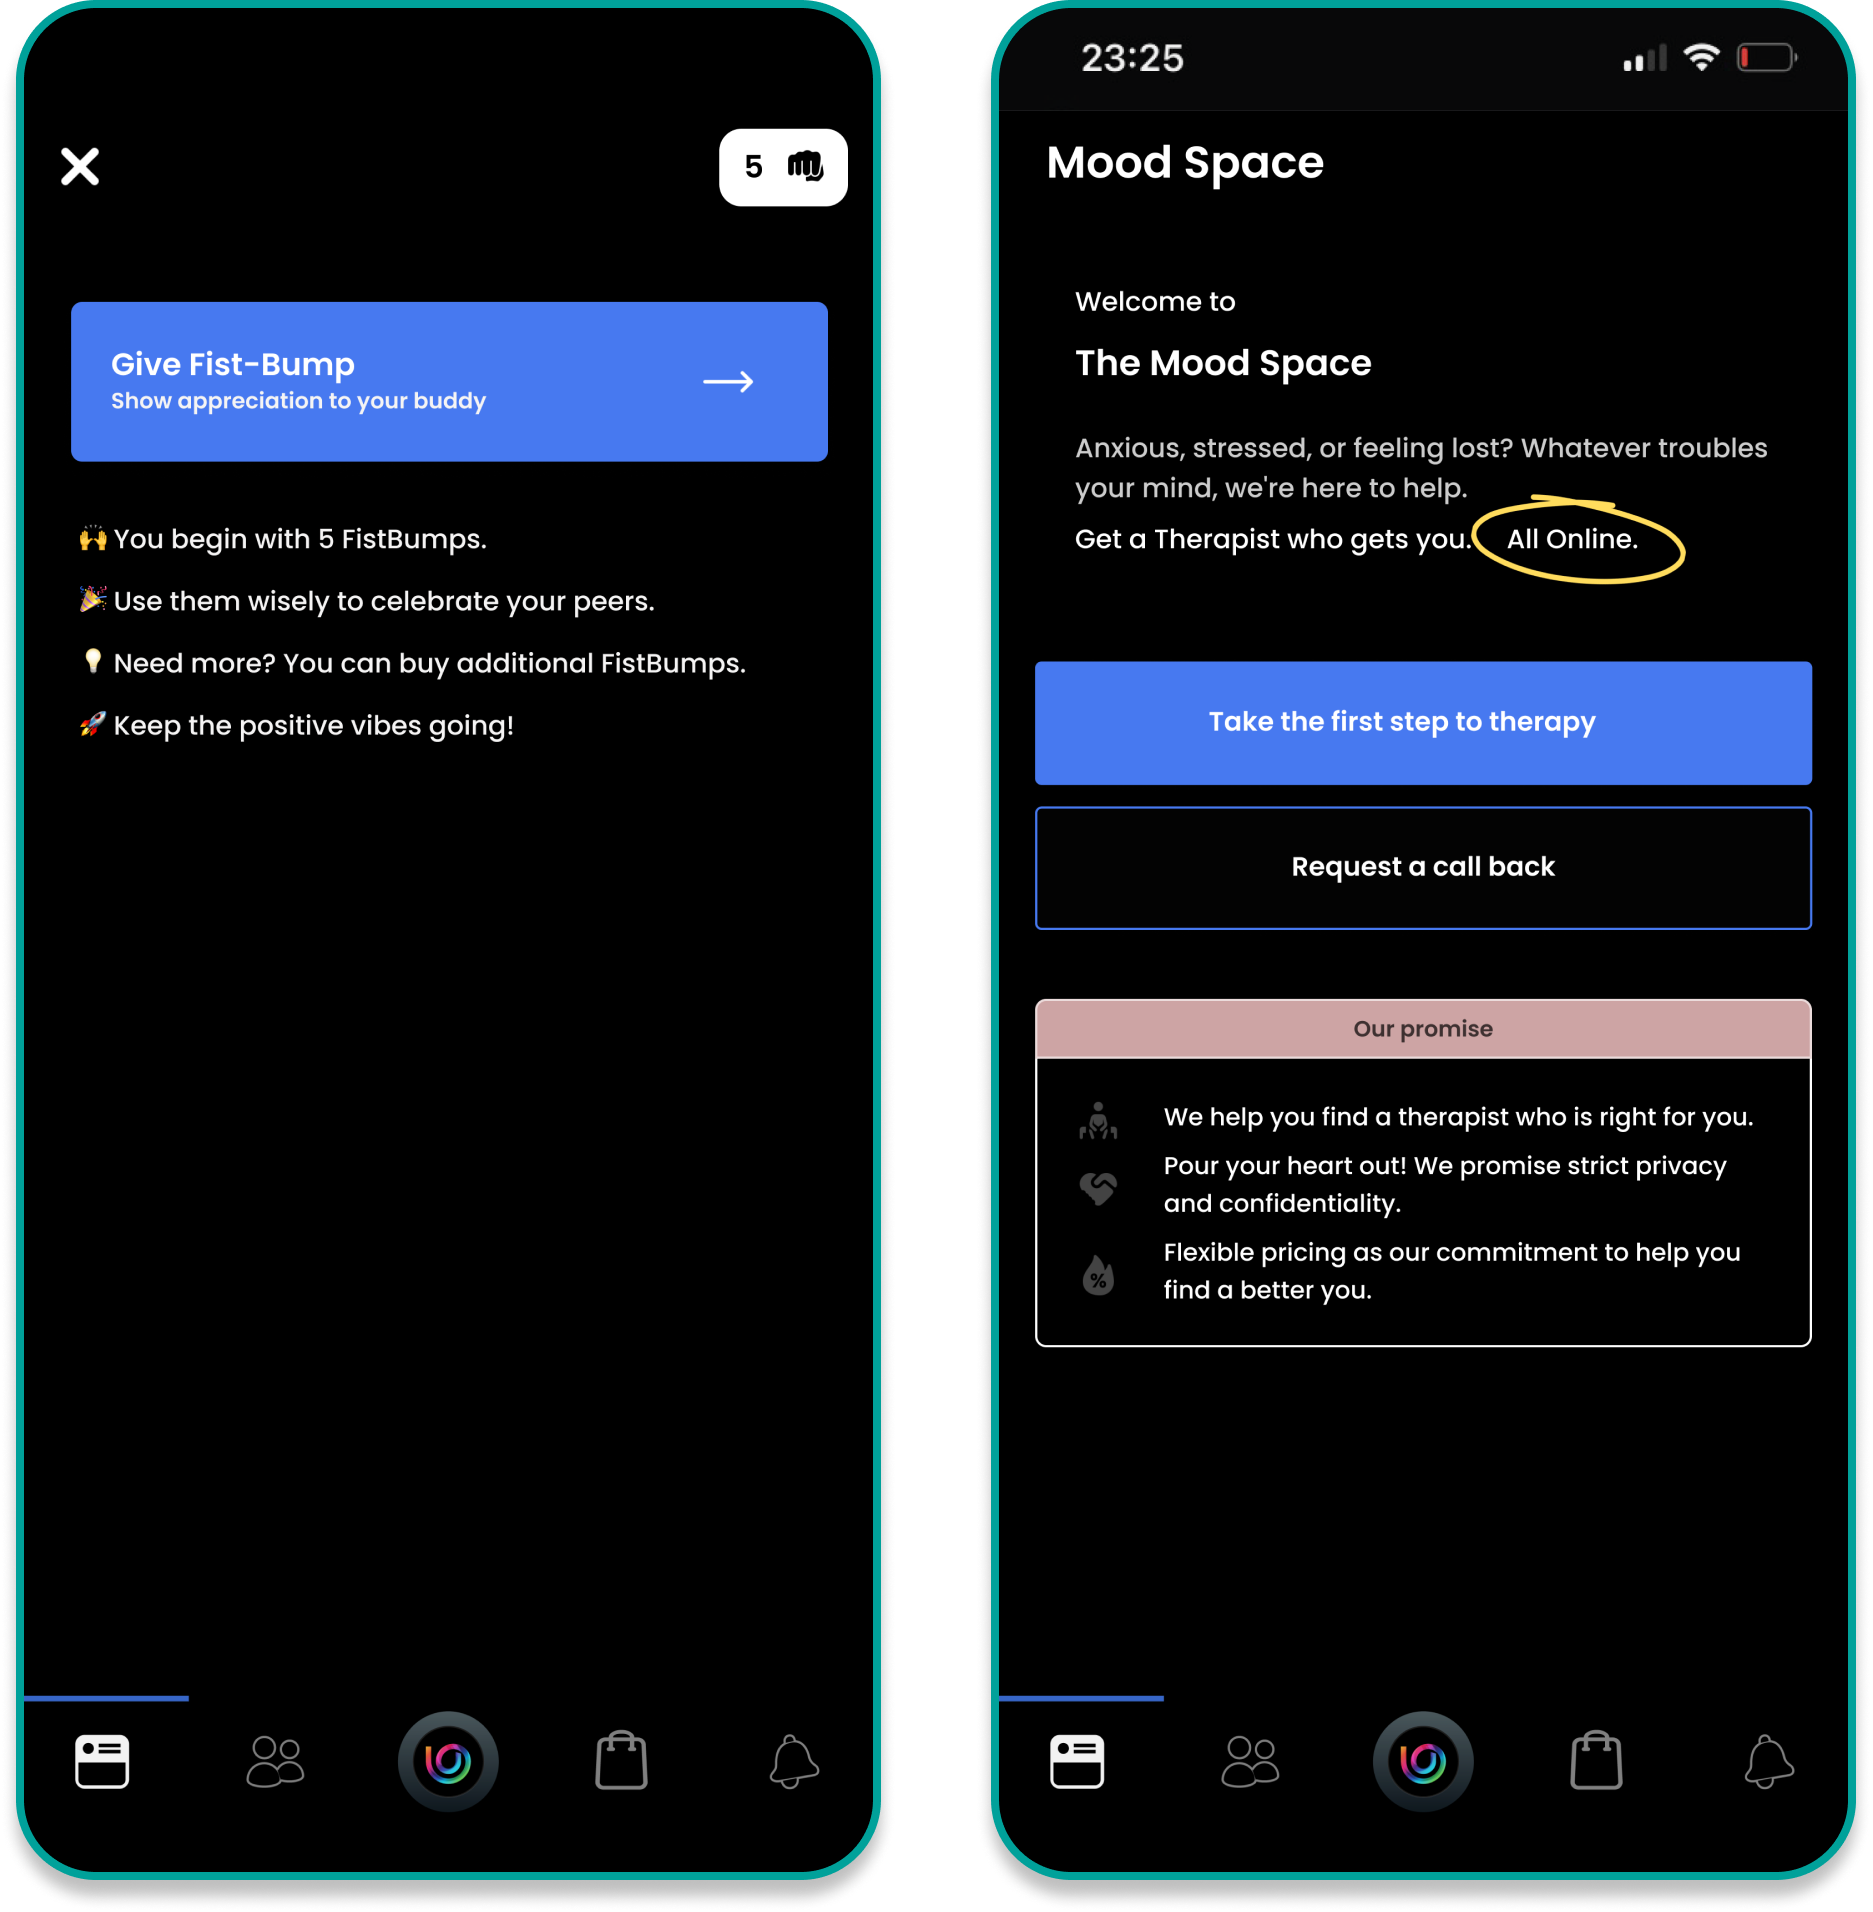 5
Give Fist-Bump
Show appreciation to your buddy
🙌 You begin with 5 FistBumps.
🎉 Use them wisely to celebrate your peers.
💡 Need more? You can buy additional FistBumps.
🚀 Keep the positive vibes going!
23:25
Mood Space
Welcome to
The Mood Space
Anxious, stressed, or feeling lost? Whatever troubles
your mind, we're here to help.
Get a Therapist who gets you. All Online.
Take the first step to therapy
Request a call back
Our promise
We help you find a therapist who is right for you.
Pour your heart out! We promise strict privacy
and confidentiality.
%
Flexible pricing as our commitment to help you
find a better you.